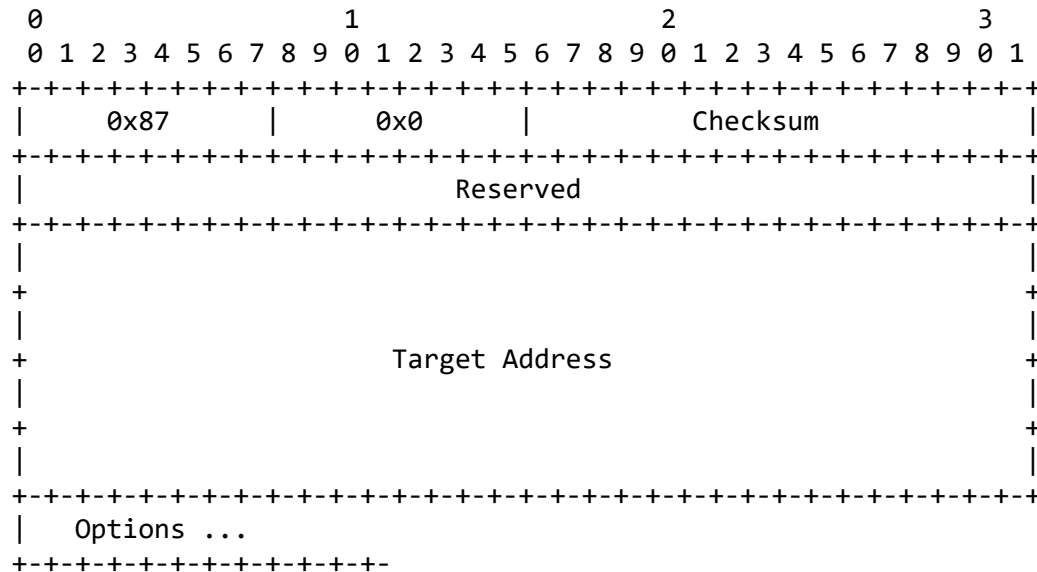 0                   1                   2                   3
 0 1 2 3 4 5 6 7 8 9 0 1 2 3 4 5 6 7 8 9 0 1 2 3 4 5 6 7 8 9 0 1
+-+-+-+-+-+-+-+-+-+-+-+-+-+-+-+-+-+-+-+-+-+-+-+-+-+-+-+-+-+-+-+-+
|     0x87      |      0x0      |          Checksum             |
+-+-+-+-+-+-+-+-+-+-+-+-+-+-+-+-+-+-+-+-+-+-+-+-+-+-+-+-+-+-+-+-+
|                           Reserved                            |
+-+-+-+-+-+-+-+-+-+-+-+-+-+-+-+-+-+-+-+-+-+-+-+-+-+-+-+-+-+-+-+-+
|                                                               |
+                                                               +
|                                                               |
+                       Target Address                          +
|                                                               |
+                                                               +
|                                                               |
+-+-+-+-+-+-+-+-+-+-+-+-+-+-+-+-+-+-+-+-+-+-+-+-+-+-+-+-+-+-+-+-+
|   Options ...
+-+-+-+-+-+-+-+-+-+-+-+-